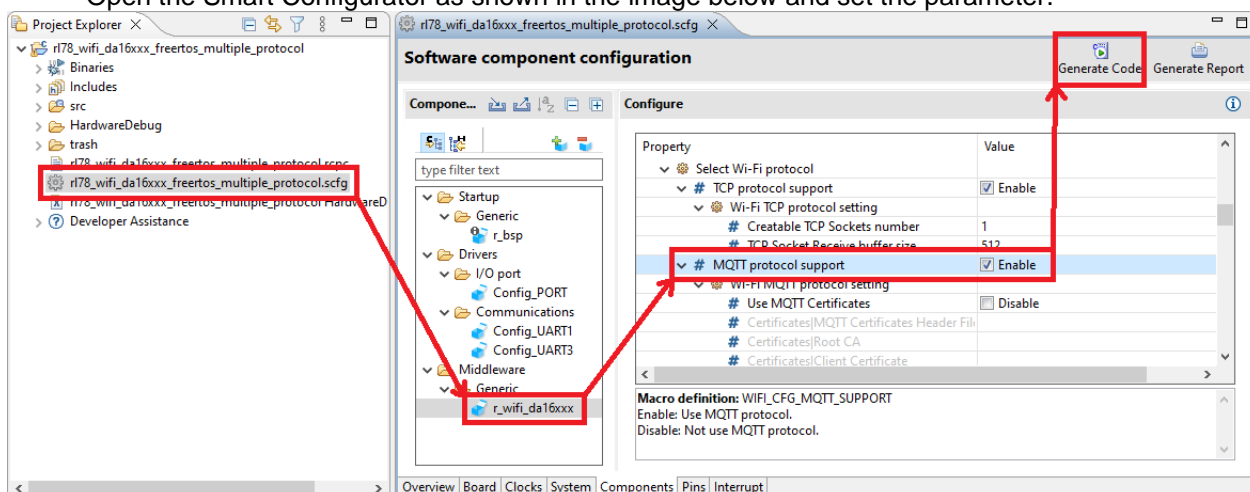 Open the Smart Configurator as shown in the image below and set the parameter.
Project Explorer
rl78_wifi_da16xxx_freertos_multiple_protocol
Binaries
Includes
src
HardwareDebug
trash
rl78_wifi_da16xxx_freertos_multiple_protocol.rcpc
rl78_wifi_da16xxx_freertos_multiple_protocol.scfg
rl78_wifi_da16xxx_freertos_multiple_protocol HardwareD
Developer Assistance
rl78_wifi_da16xxx_freertos_multiple_protocol.scfg
Software component configuration
Generate Code Generate Report
Compone...
type filter text
Startup
Generic
r_bsp
Drivers
I/O port
Config_PORT
Communications
Config_UART1
Config_UART3
Middleware
Generic
r_wifi_da16xxx
Configure
Property Value
Select Wi-Fi protocol
# TCP protocol support Enable
Wi-Fi TCP protocol setting
# Creatable TCP Sockets number 1
# TCP Socket Receive buffer size 512
# MQTT protocol support Enable
Wi-Fi MQTT protocol setting
# Use MQTT Certificates Disable
# Certificates|MQTT Certificates Header File
# Certificates|Root CA
# Certificates|Client Certificate
Macro definition: WIFI_CFG_MQTT_SUPPORT
Enable: Use MQTT protocol.
Disable: Not use MQTT protocol.
Overview Board Clocks System Components Pins Interrupt